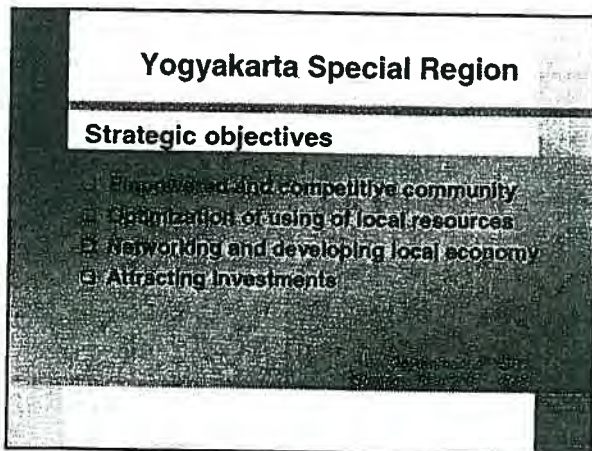 Yogyakarta Special Region
Strategic objectives
Empowered and competitive community
Optimization of using of local resources
Networking and developing local economy
Attracting investments